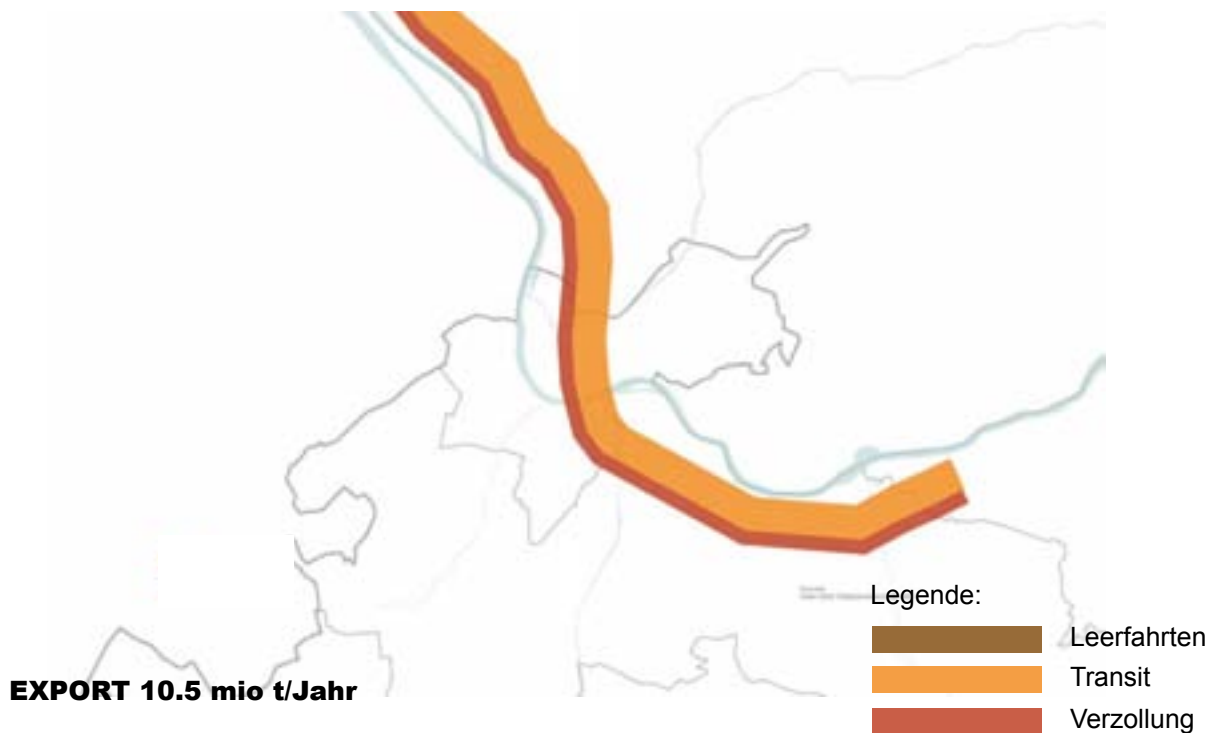 Legende:
Leerfahrten
Transit
Verzollung
EXPORT 10.5 mio t/Jahr